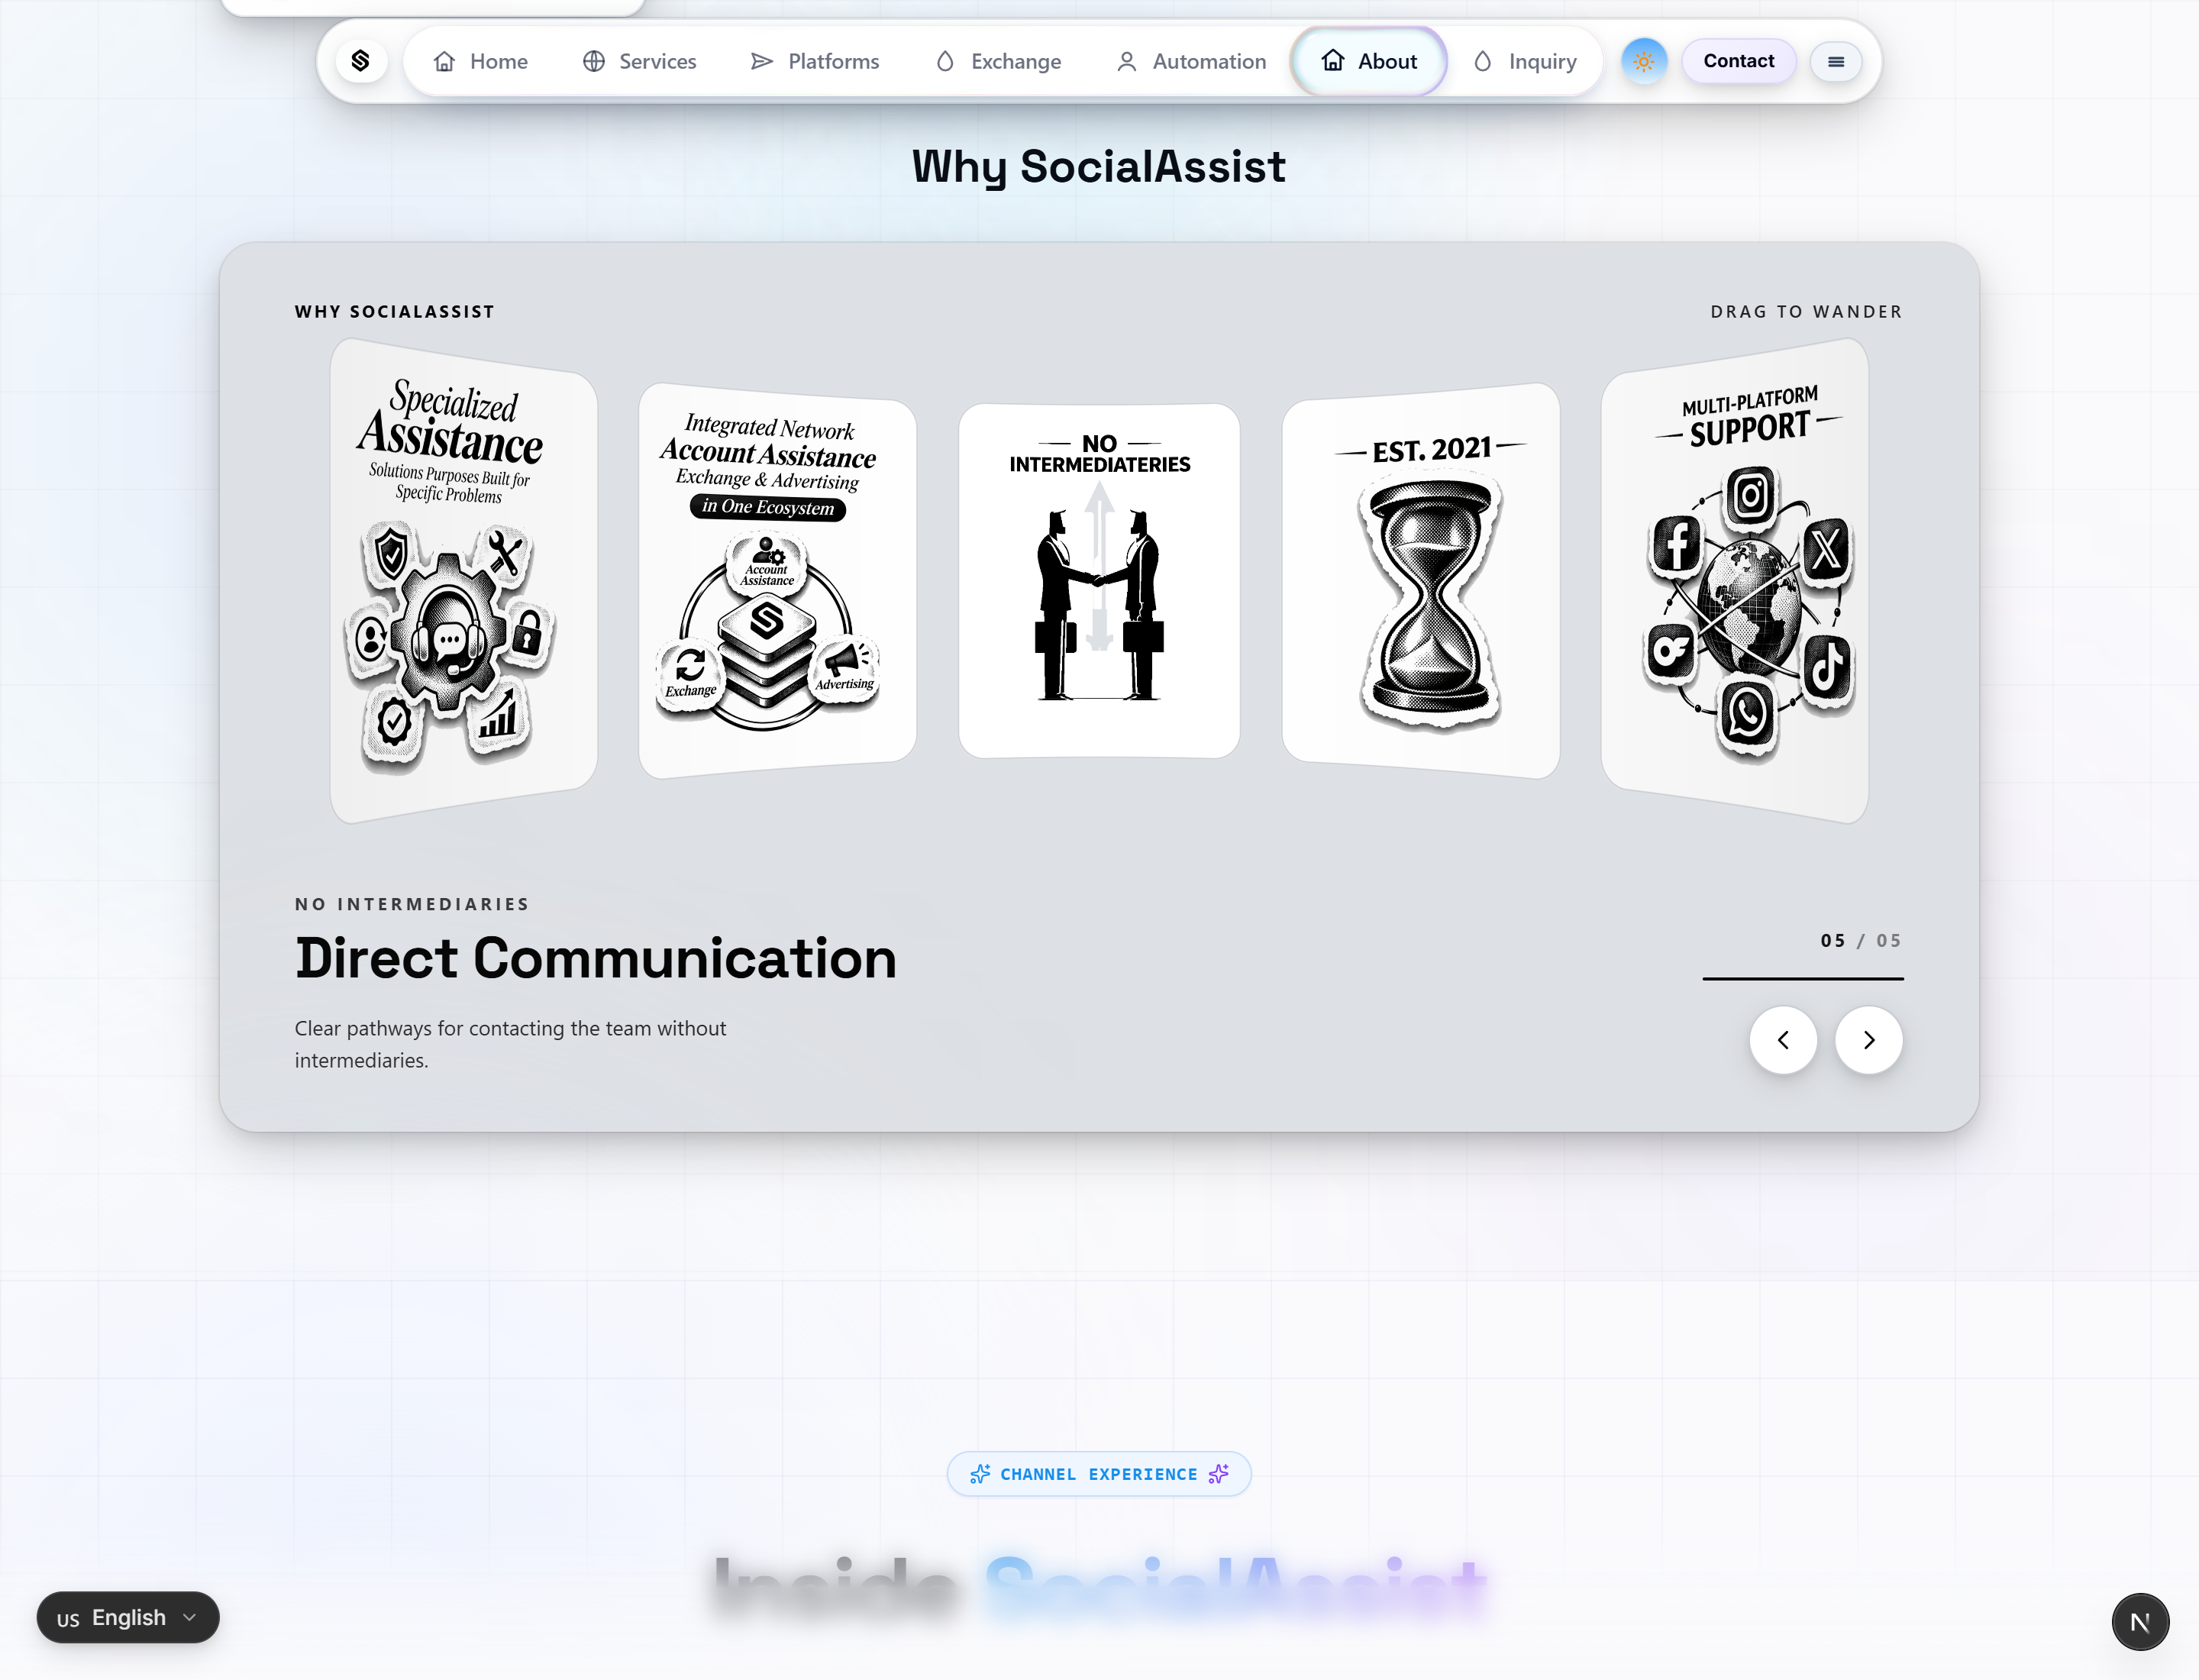 Home Services Platforms Exchange Automation About Inquiry Contact
Why SocialAssist
WHY SOCIALASSIST
DRAG TO WANDER
Specialized
Assistance
Solutions Purposes Built for
Specific Problems
Integrated Network
Account Assistance
Exchange & Advertising
in One Ecosystem
Account
Assistance
Exchange
Advertising
NO
INTERMEDIATERIES
EST. 2021
MULTI-PLATFORM
SUPPORT
NO INTERMEDIARIES
Direct Communication
Clear pathways for contacting the team without
intermediaries.
05 / 05
CHANNEL EXPERIENCE
Inside SocialAssist
US English
N